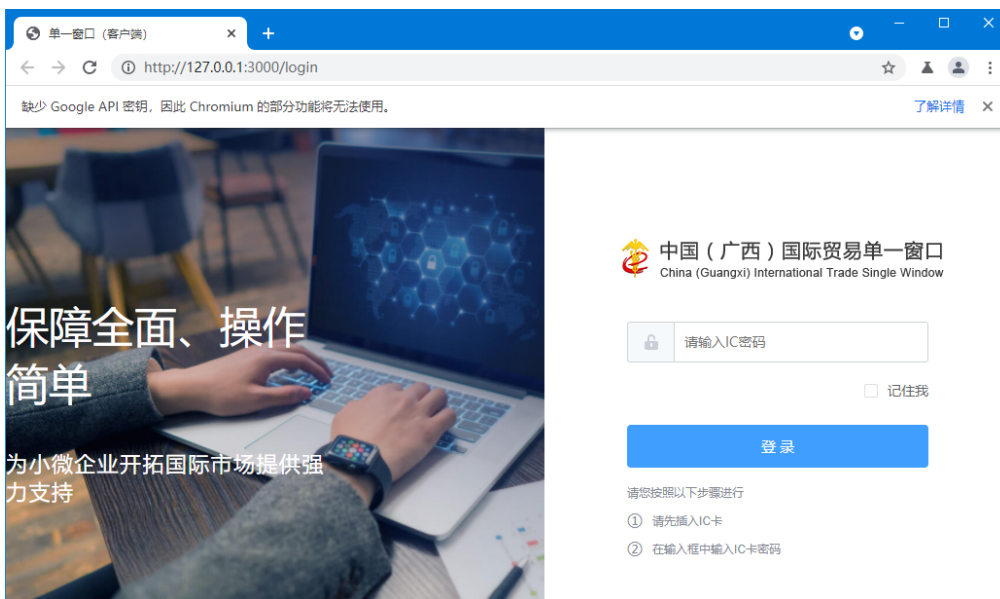 单一窗口（客户端）
http://127.0.0.1:3000/login
缺少 Google API 密钥，因此 Chromium 的部分功能将无法使用。 了解详情
保障全面、操作
简单
为小微企业开拓国际市场提供强
力支持
中国（广西）国际贸易单一窗口
China (Guangxi) International Trade Single Window
请输入IC密码
记住我
登录
请您按照以下步骤进行
① 请先插入IC卡
② 在输入框中输入IC卡密码